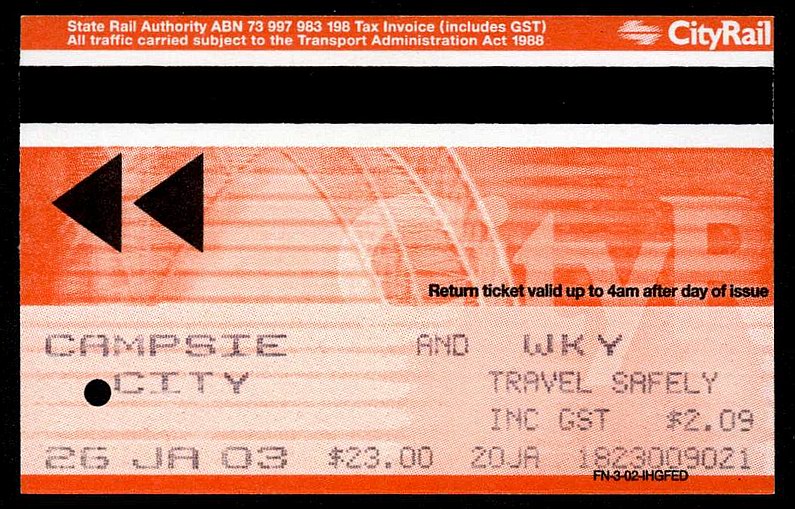 State Rail Authority ABN 73 997 983 198 Tax Invoice (includes GST)
All traffic carried subject to the Transport Administration Act 1988
CityRail
CityR
Return ticket valid up to 4am after day of issue
CAMPSIE AND WKY
CITY TRAVEL SAFELY
INC GST $2.09
26 JA 03 $23.00 20JA 1823009021
FN-3-02-IHGFED